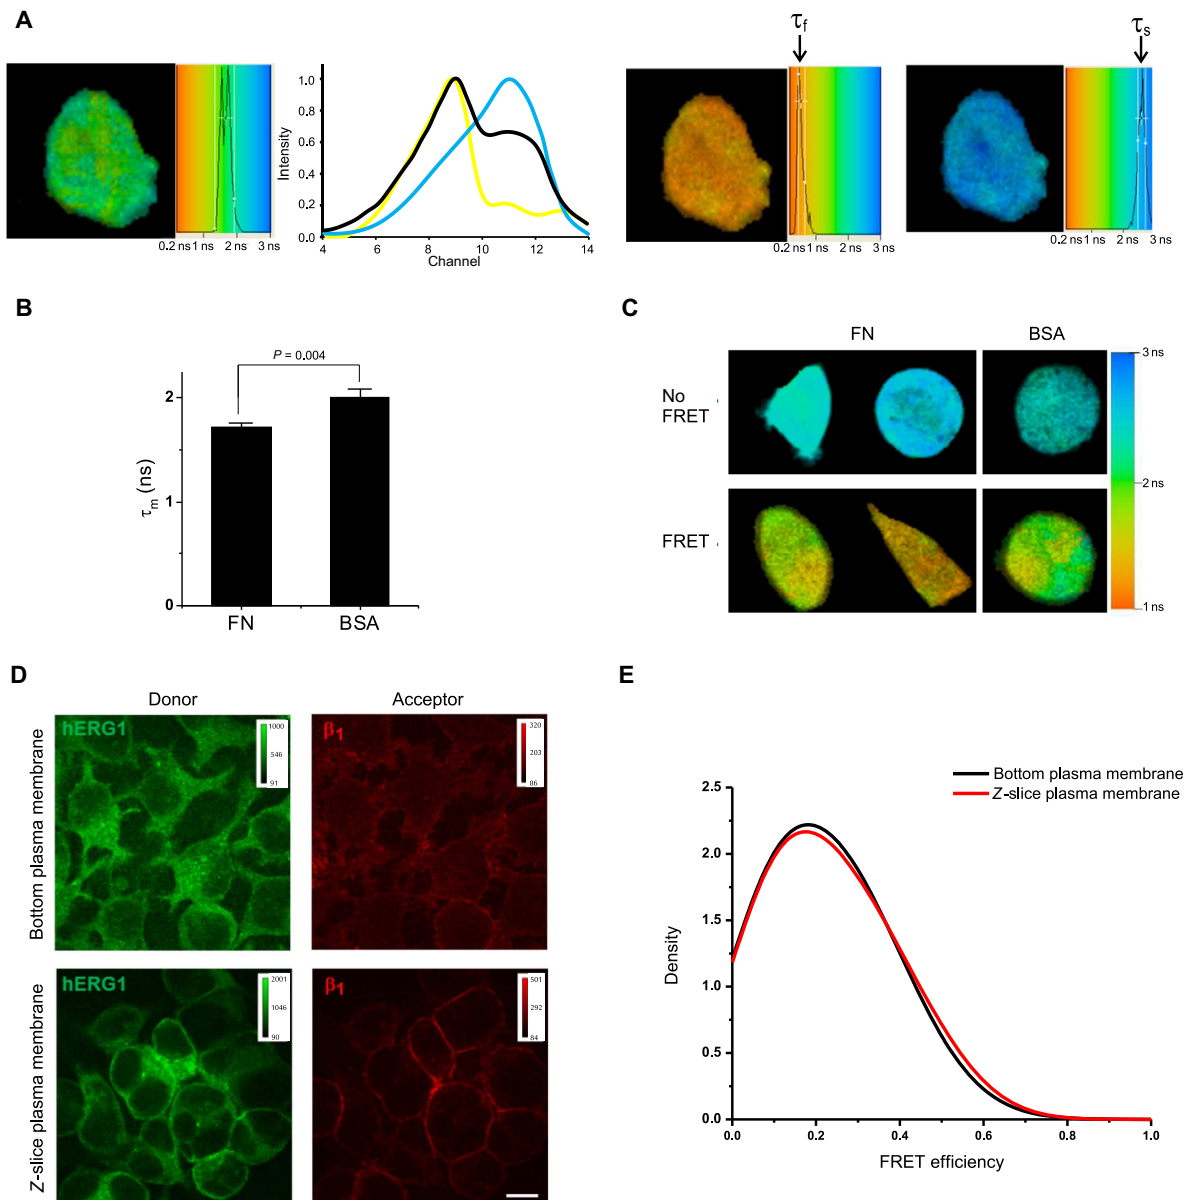 A
τf
τs
0.2 ns 1 ns 2 ns 3 ns
Intensity
1.0
0.8
0.6
0.4
0.2
0.0
4 6 8 10 12 14
Channel
0.2 ns 1 ns 2 ns 3 ns
0.2 ns 1 ns 2 ns 3 ns
B
P = 0.004
τm (ns)
2
1
0
FN BSA
C
FN BSA
No FRET
FRET
3 ns
2 ns
1 ns
D
Donor Acceptor
Bottom plasma membrane
hERG1
1000
546
91
β1
320
203
86
Z-slice plasma membrane
hERG1
2001
1046
90
β1
501
292
84
E
Bottom plasma membrane
Z-slice plasma membrane
Density
2.5
2.0
1.5
1.0
0.5
0.0
0.0 0.2 0.4 0.6 0.8 1.0
FRET efficiency